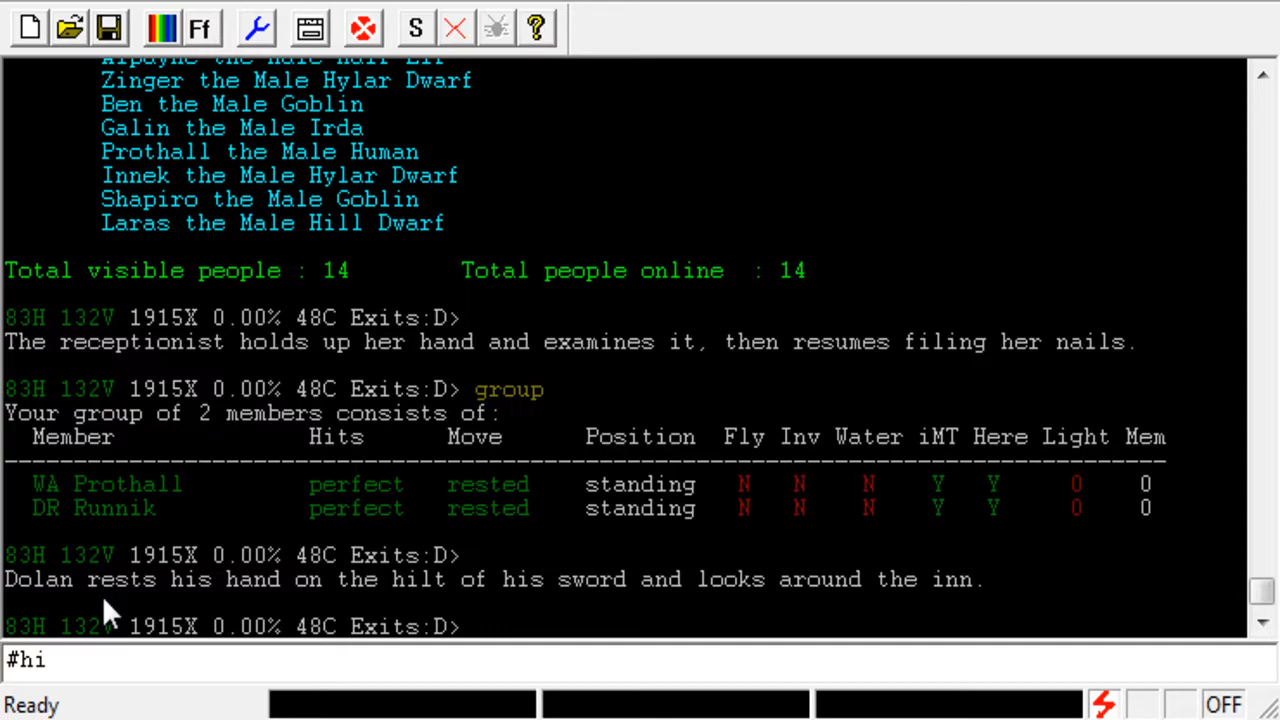 Ff
S
?
Alpayne the Male Half Elf
Zinger the Male Hylar Dwarf
Ben the Male Goblin
Galin the Male Irda
Prothall the Male Human
Innek the Male Hylar Dwarf
Shapiro the Male Goblin
Laras the Male Hill Dwarf
Total visible people : 14 Total people online : 14
83H 132V 1915X 0.00% 48C Exits:D>
The receptionist holds up her hand and examines it, then resumes filing her nails.
83H 132V 1915X 0.00% 48C Exits:D> group
Your group of 2 members consists of:
Member Hits Move Position Fly Inv Water iMT Here Light Mem
-------------------------------------------------------------------------------------
WA Prothall perfect rested standing N N N Y Y 0 0
DR Runnik perfect rested standing N N N Y Y 0 0
83H 132V 1915X 0.00% 48C Exits:D>
Dolan rests his hand on the hilt of his sword and looks around the inn.
83H 132V 1915X 0.00% 48C Exits:D>
#hi
Ready OFF